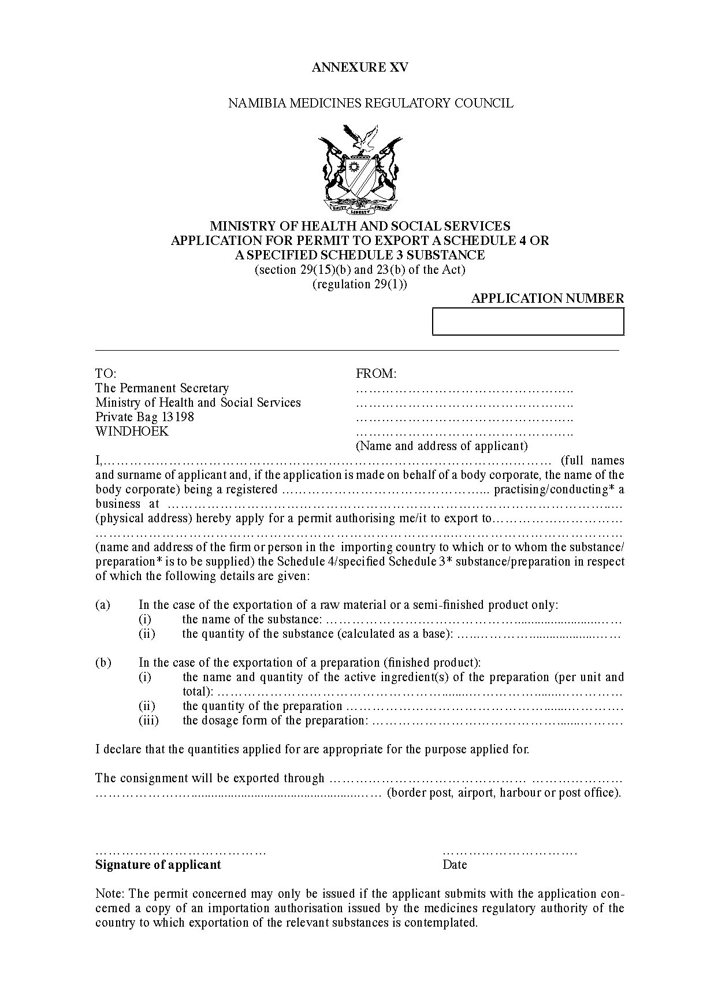 ANNEXURE XV
NAMIBIA MEDICINES REGULATORY COUNCIL
UNITY LIBERTY JUSTICE
MINISTRY OF HEALTH AND SOCIAL SERVICES
APPLICATION FOR PERMIT TO EXPORT A SCHEDULE 4 OR
A SPECIFIED SCHEDULE 3 SUBSTANCE
(section 29(15)(b) and 23(b) of the Act)
(regulation 29(1))
APPLICATION NUMBER
TO:
The Permanent Secretary
Ministry of Health and Social Services
Private Bag 13198
WINDHOEK
FROM:
…………………………………………..
…………………………………………..
…………………………………………..
…………………………………………..
(Name and address of applicant)
I,………………………………………………………………………………………… (full names
and surname of applicant and, if the application is made on behalf of a body corporate, the name of the
body corporate) being a registered ………………………………………... practising/conducting* a
business at …………………………………………………………………………………………..…
(physical address) hereby apply for a permit authorising me/it to export to…………………………
……………………………………………………………………..…………………………………
(name and address of the firm or person in the importing country to which or to whom the substance/
preparation* is to be supplied) the Schedule 4/specified Schedule 3* substance/preparation in respect
of which the following details are given:
(a) In the case of the exportation of a raw material or a semi-finished product only:
(i) the name of the substance: ………………….…………………........................……
(ii) the quantity of the substance (calculated as a base): …..…………...................……
(b) In the case of the exportation of a preparation (finished product):
(i) the name and quantity of the active ingredient(s) of the preparation (per unit and
total): ……………………………………………......……………........……………
(ii) the quantity of the preparation ………………………………………......………….
(iii) the dosage form of the preparation: ……………………………………......……….
I declare that the quantities applied for are appropriate for the purpose applied for.
The consignment will be exported through ……………………………………… …………………
………………….…................................................…… (border post, airport, harbour or post office).
…………………………………
Signature of applicant
………………………….
Date
Note: The permit concerned may only be issued if the applicant submits with the application con-
cerned a copy of an importation authorisation issued by the medicines regulatory authority of the
country to which exportation of the relevant substances is contemplated.